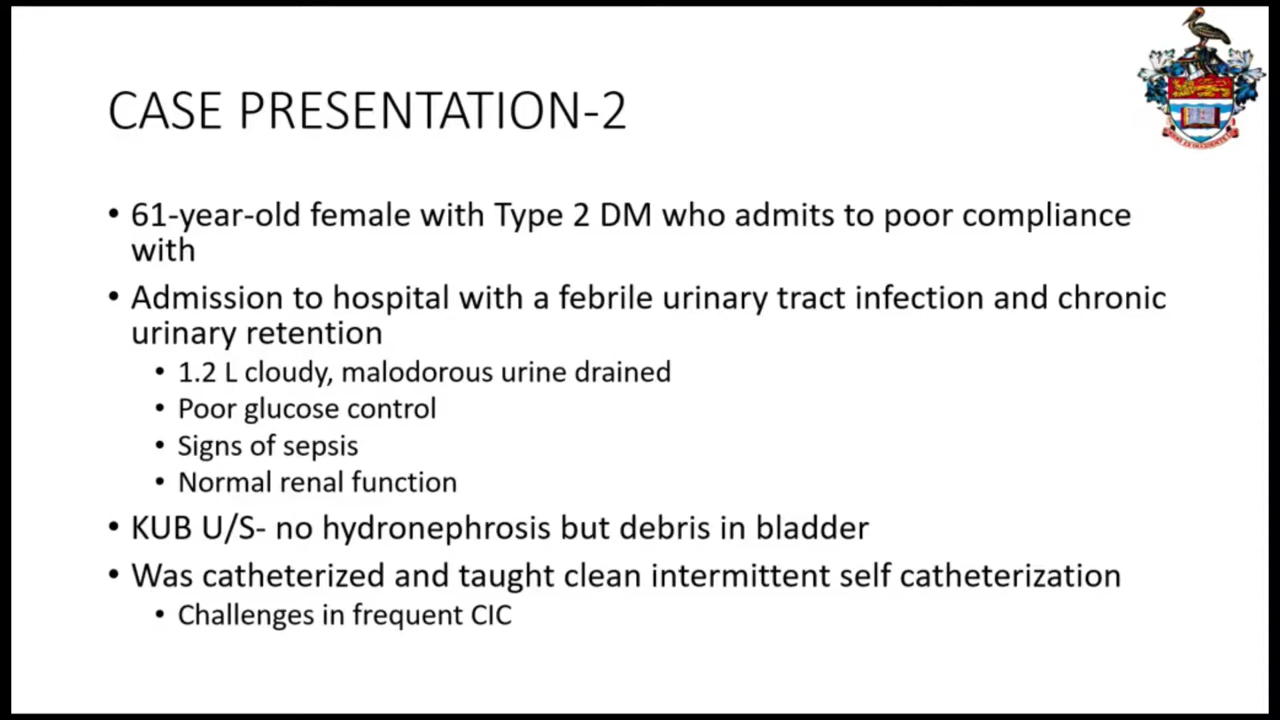 CASE PRESENTATION-2
• 61-year-old female with Type 2 DM who admits to poor compliance
with
• Admission to hospital with a febrile urinary tract infection and chronic
urinary retention
• 1.2 L cloudy, malodorous urine drained
• Poor glucose control
• Signs of sepsis
• Normal renal function
• KUB U/S- no hydronephrosis but debris in bladder
• Was catheterized and taught clean intermittent self catheterization
• Challenges in frequent CIC